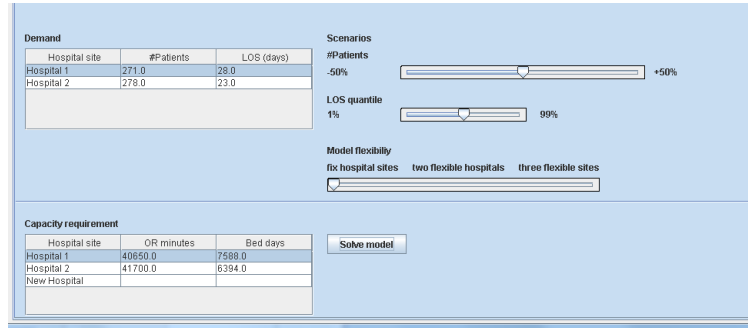 Demand
Hospital site #Patients LOS (days)
Hospital 1 271.0 28.0
Hospital 2 278.0 23.0
Scenarios
#Patients
-50% +50%
LOS quantile
1% 99%
Model flexibiliy
fix hospital sites two flexible hospitals three flexible sites
Capacity requirement
Hospital site OR minutes Bed days
Hospital 1 40650.0 7588.0
Hospital 2 41700.0 6394.0
New Hospital
Solve model